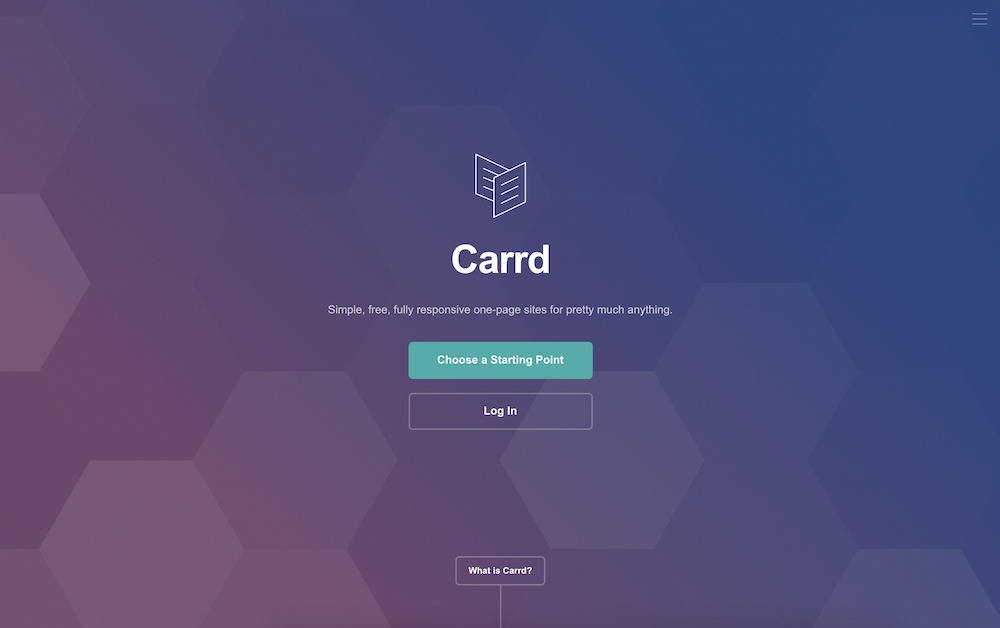 Carrd
Simple, free, fully responsive one-page sites for pretty much anything.
Choose a Starting Point
Log In
What is Carrd?